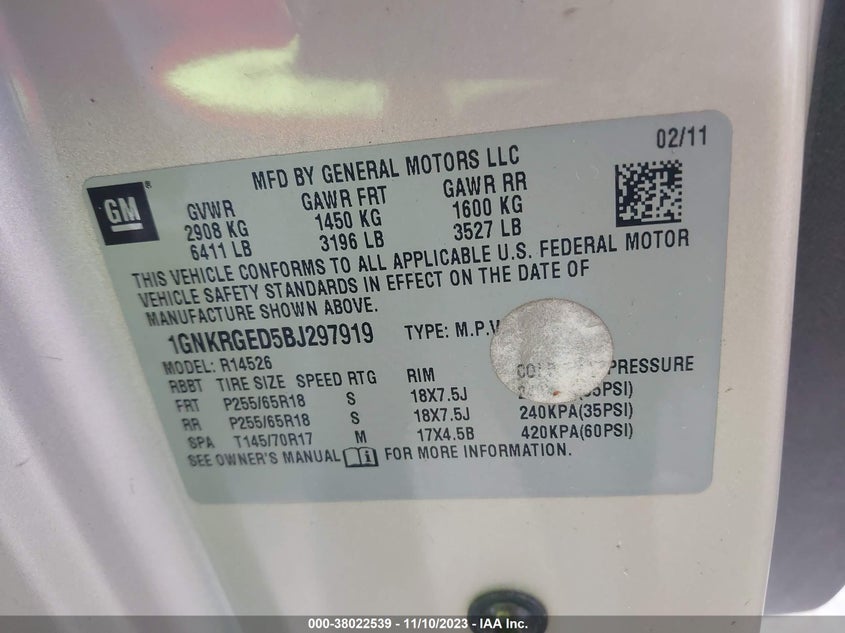 02/11
MFD BY GENERAL MOTORS LLC
GM®
GVWR GAWR FRT GAWR RR
2908 KG 1450 KG 1600 KG
6411 LB 3196 LB 3527 LB
THIS VEHICLE CONFORMS TO ALL APPLICABLE U.S. FEDERAL MOTOR
VEHICLE SAFETY STANDARDS IN EFFECT ON THE DATE OF
MANUFACTURE SHOWN ABOVE.
1GNKRGED5BJ297919 TYPE: M.P.V
MODEL: R14526
RBBT TIRE SIZE SPEED RTG RIM PRESSURE
FRT P255/65R18 S 18X7.5J
RR P255/65R18 S 18X7.5J 240KPA(35PSI)
SPA T145/70R17 M 17X4.5B 420KPA(60PSI)
SEE OWNER'S MANUAL FOR MORE INFORMATION.
000-38022539 - 11/10/2023 - IAA Inc.